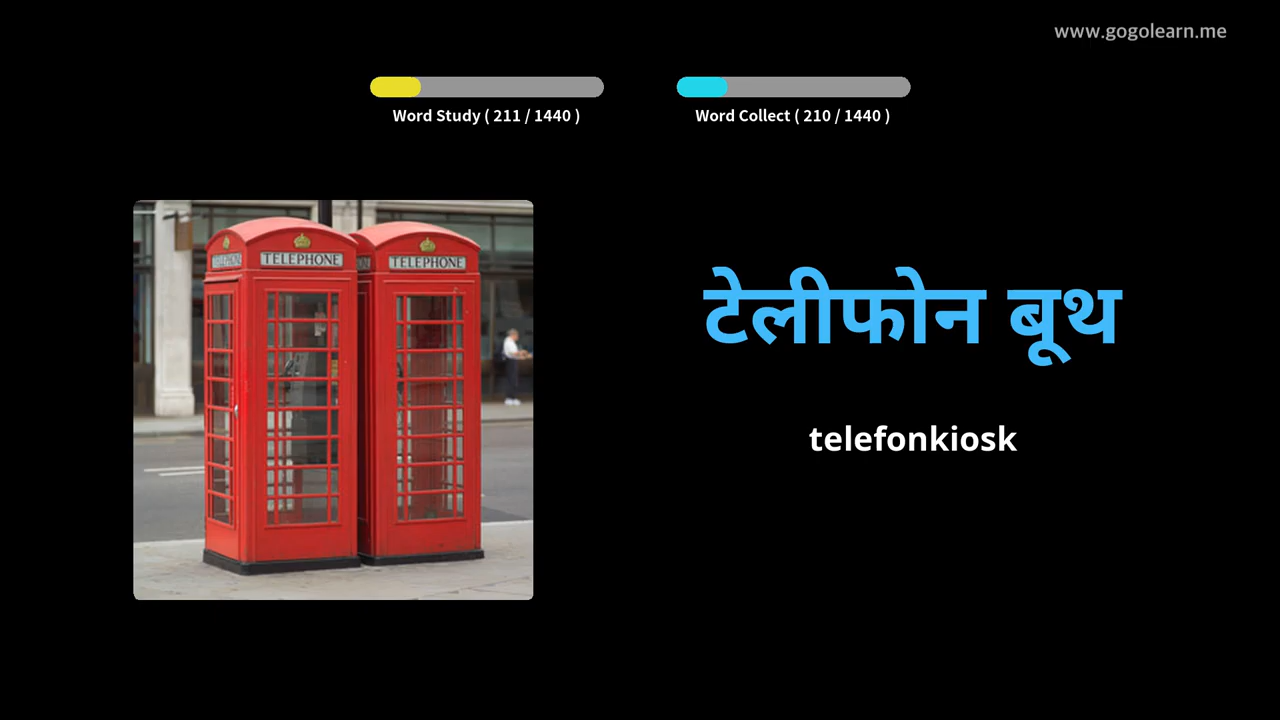 www.gogolearn.me
Word Study ( 211 / 1440 )
Word Collect ( 210 / 1440 )
TELEPHONE
TELEPHONE
टेलीफोन बूथ
telefonkiosk